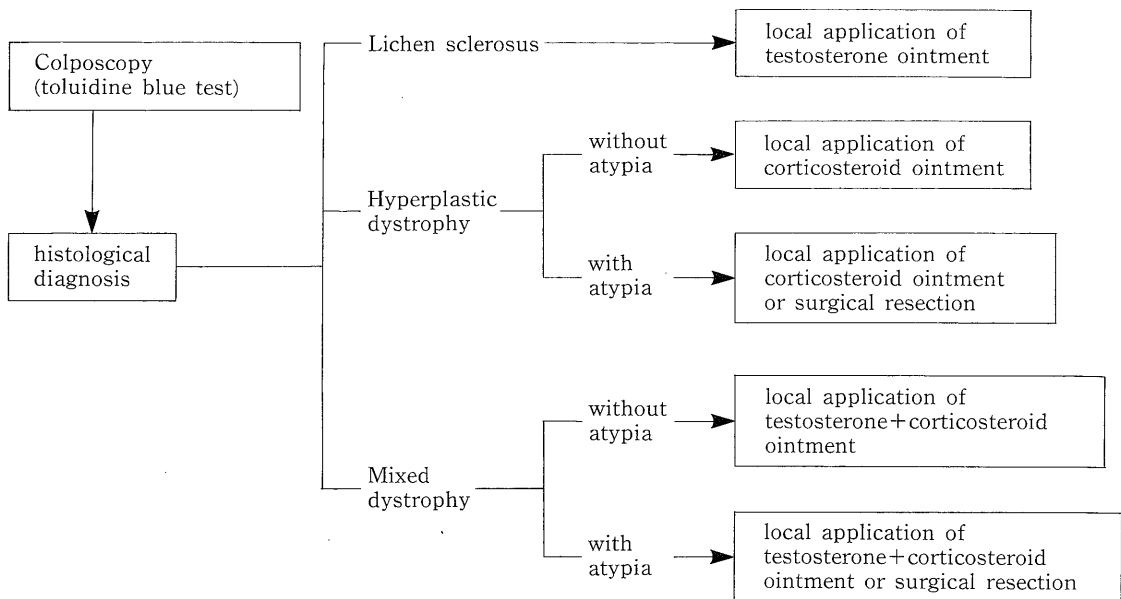 Colposcopy
(toluidine blue test)
histological
diagnosis
Lichen sclerosus
local application of
testosterone ointment
Hyperplastic
dystrophy
without
atypia
local application of
corticosteroid ointment
with
atypia
local application of
corticosteroid ointment
or surgical resection
Mixed
dystrophy
without
atypia
local application of
testosterone+corticosteroid
ointment
with
atypia
local application of
testosterone+corticosteroid
ointment or surgical resection